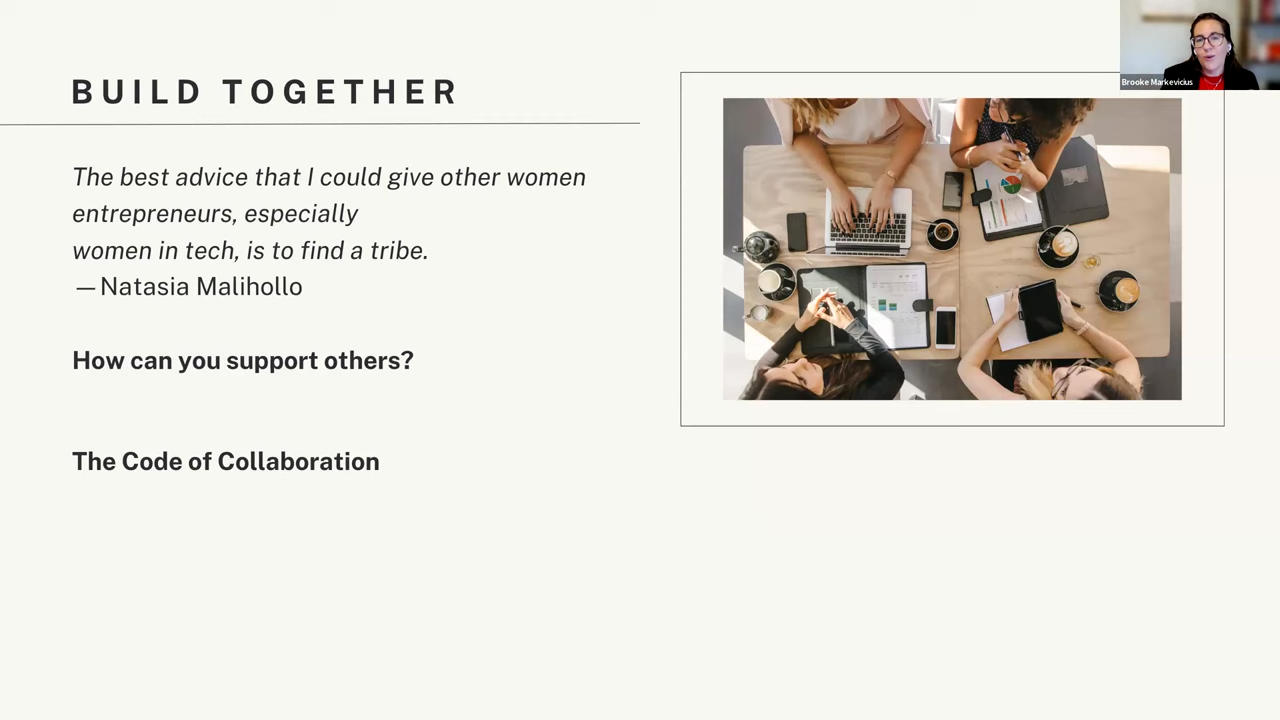 BUILD TOGETHER
The best advice that I could give other women
entrepreneurs, especially
women in tech, is to find a tribe.
—Natasia Malihollo
How can you support others?
The Code of Collaboration
Brooke Markevicius